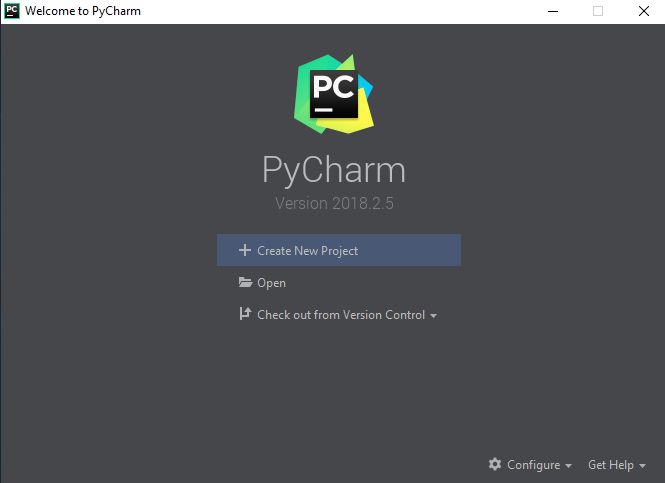 PC Welcome to PyCharm
PC
PyCharm
Version 2018.2.5
Create New Project
Open
Check out from Version Control
Configure Get Help